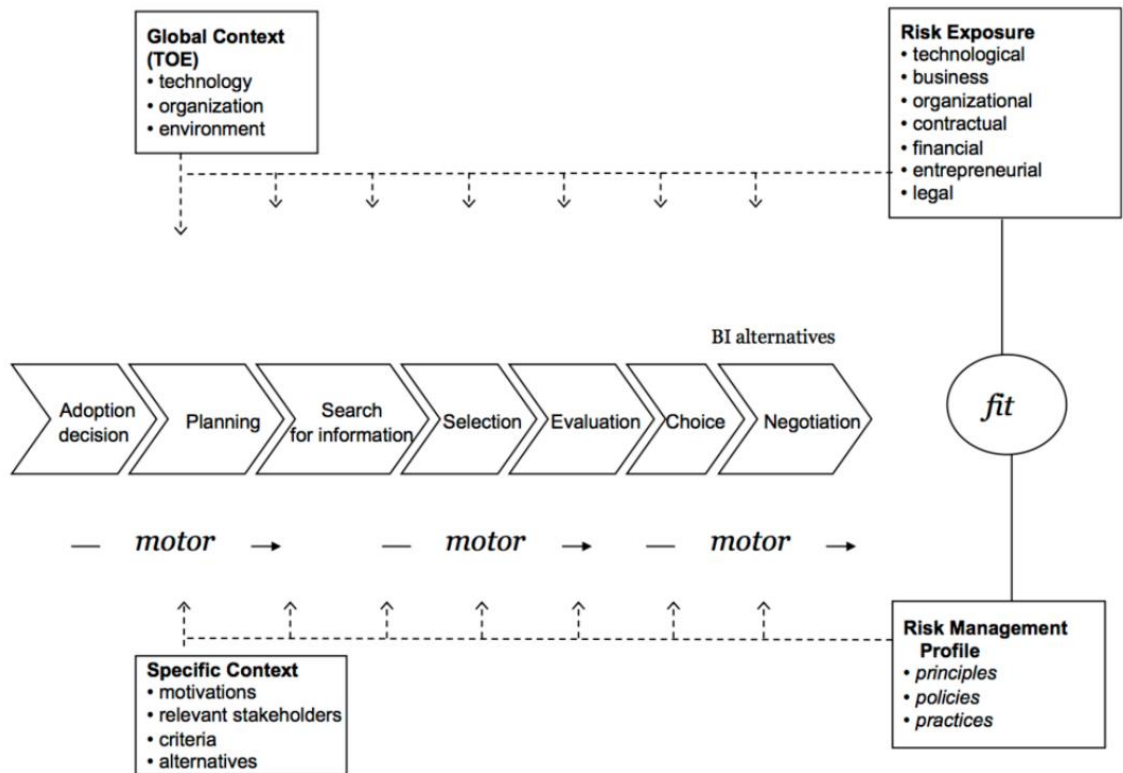 Global Context
(TOE)
• technology
• organization
• environment
Risk Exposure
• technological
• business
• organizational
• contractual
• financial
• entrepreneurial
• legal
BI alternatives
Adoption
decision
Planning
Search
for information
Selection
Evaluation
Choice
Negotiation
fit
motor
motor
motor
Specific Context
• motivations
• relevant stakeholders
• criteria
• alternatives
Risk Management
Profile
• principles
• policies
• practices